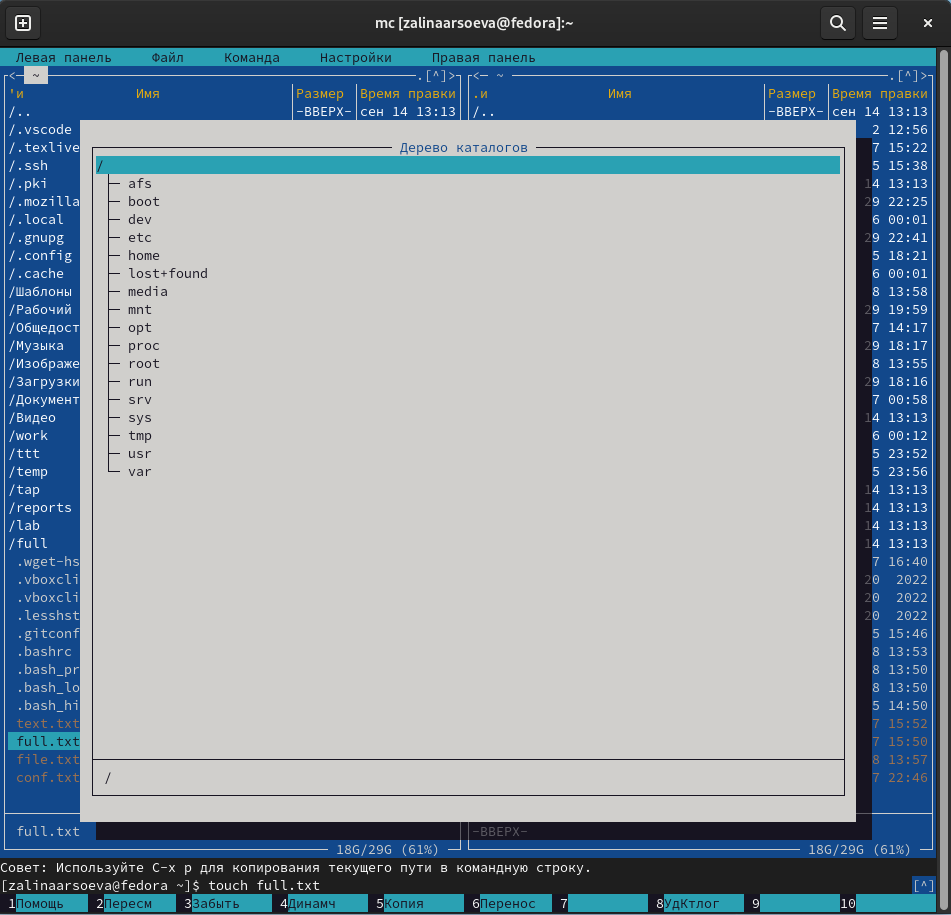 mc [zalinaarsoeva@fedora]:~
Левая панель Файл Команда Настройки Правая панель
<─ ~ .[^]> <─ ~ .[^]>
'и Имя Размер Время правки .и Имя Размер Время правки
/.. -ВВЕРХ- сен 14 13:13 /.. -ВВЕРХ- сен 14 13:13
/.vscode 2 12:56
/.texlive Дерево каталогов 7 15:22
/.ssh / 5 15:38
/.pki afs 14 13:13
/.mozilla boot 29 22:25
/.local dev 6 00:01
/.gnupg etc 29 22:41
/.config home 5 18:21
/.cache lost+found 6 00:01
/Шаблоны media 8 13:58
/Рабочий mnt 29 19:59
/Общедост opt 7 14:17
/Музыка proc 29 18:17
/Изображе root 8 13:55
/Загрузки run 29 18:16
/Документ srv 7 00:58
/Видео sys 14 13:13
/work tmp 6 00:12
/ttt usr 5 23:52
/temp var 5 23:56
/tap 14 13:13
/reports 14 13:13
/lab 14 13:13
/full 14 13:13
.wget-hs 7 16:40
.vboxcli 20 2022
.vboxcli 20 2022
.lesshst 20 2022
.gitconf 5 15:46
.bashrc 8 13:53
.bash_pr 8 13:50
.bash_lo 8 13:50
.bash_hi 5 14:50
text.txt 7 15:52
full.txt 7 15:50
file.txt 8 13:57
conf.txt / 7 22:46
full.txt -ВВЕРХ-
18G/29G (61%) 18G/29G (61%)
Совет: Используйте C-x p для копирования текущего пути в командную строку.
[zalinaarsoeva@fedora ~]$ touch full.txt [^]
1Помощь 2Пересм 3Забыть 4Динамч 5Копия 6Перенос 7 8УдКтлог 9 10